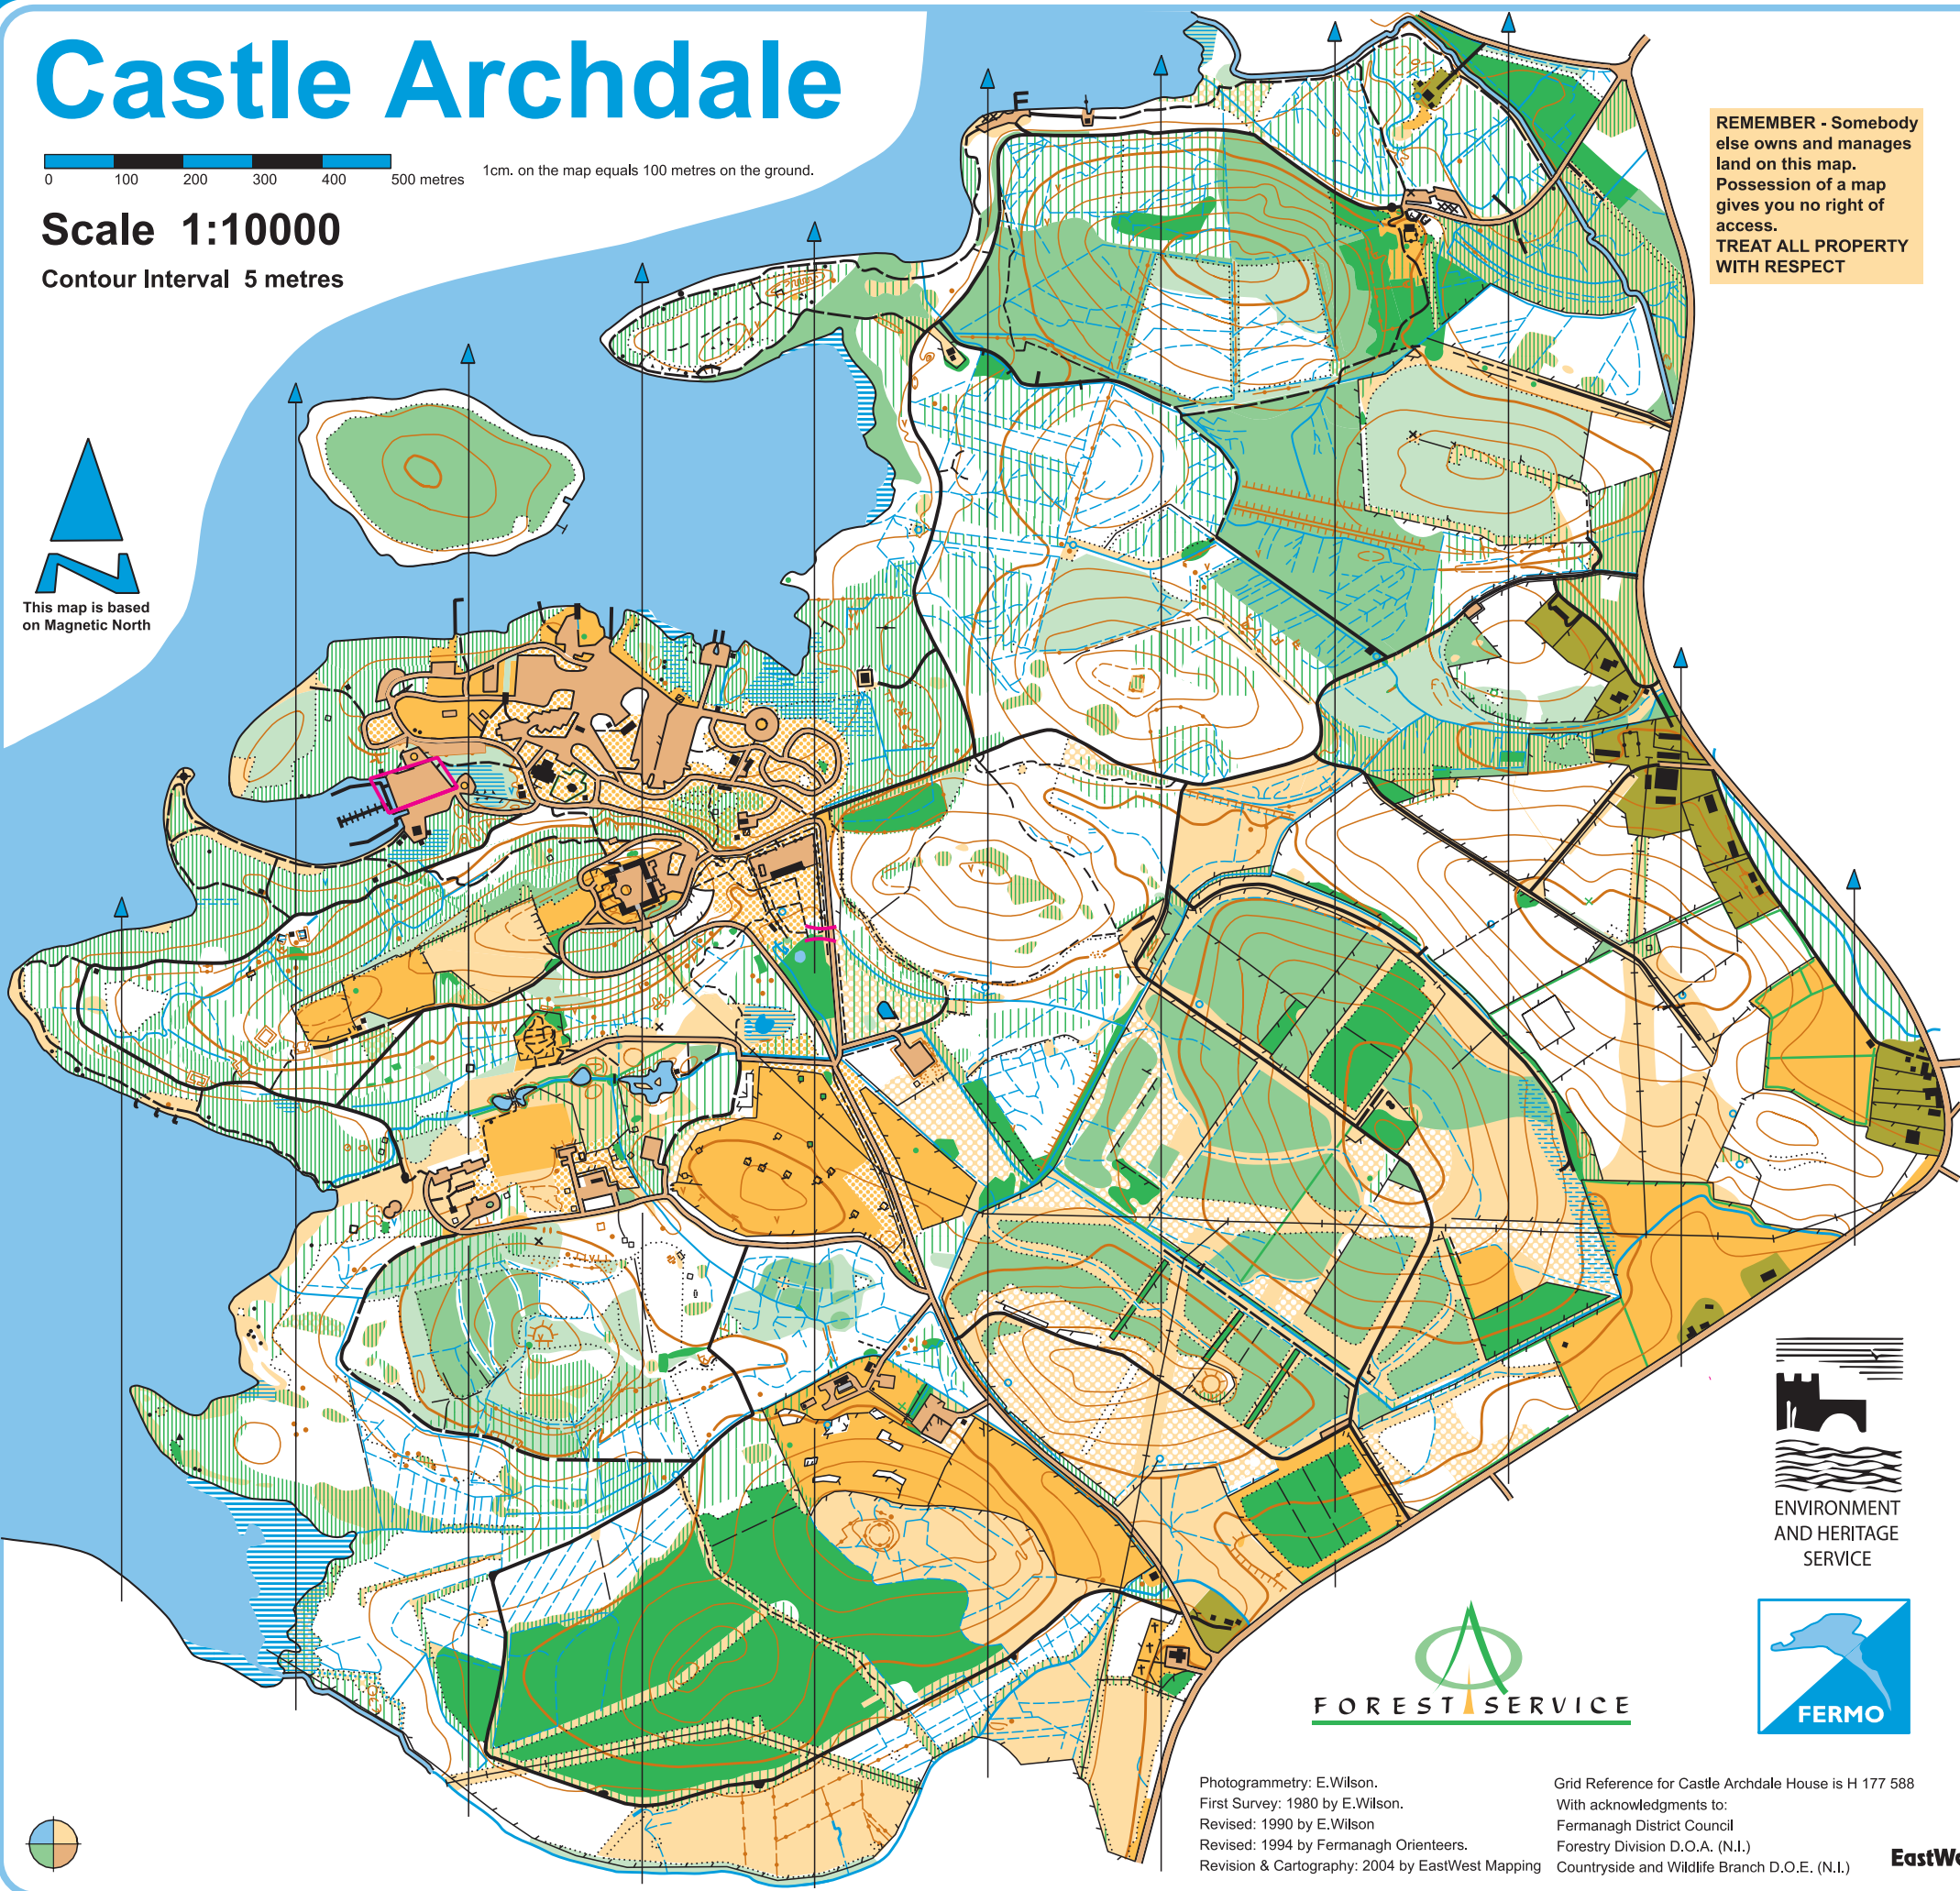 Castle Archdale
0 100 200 300 400 500 metres
1cm. on the map equals 100 metres on the ground.
Scale 1:10000
Contour Interval 5 metres
REMEMBER - Somebody
else owns and manages
land on this map.
Possession of a map
gives you no right of
access.
TREAT ALL PROPERTY
WITH RESPECT
N
This map is based
on Magnetic North
ENVIRONMENT
AND HERITAGE
SERVICE
FOREST SERVICE
FERMO
Photogrammetry: E.Wilson.
First Survey: 1980 by E.Wilson.
Revised: 1990 by E.Wilson
Revised: 1994 by Fermanagh Orienteers.
Revision & Cartography: 2004 by EastWest Mapping
Grid Reference for Castle Archdale House is H 177 588
With acknowledgments to:
Fermanagh District Council
Forestry Division D.O.A. (N.I.)
Countryside and Wildlife Branch D.O.E. (N.I.)